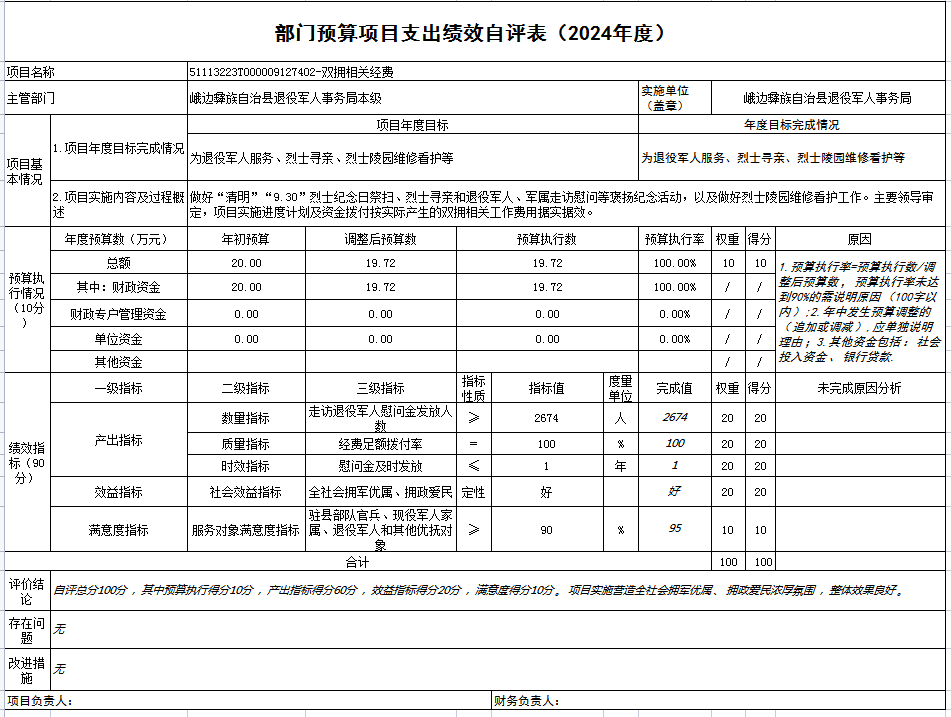 部门预算项目支出绩效自评表（2024年度）
项目名称 51113223T000009127402-双拥相关经费
主管部门 峨边彝族自治县退役军人事务局本级 实施单位（盖章） 峨边彝族自治县退役军人事务局
项目基本情况 1.项目年度目标完成情况 项目年度目标 年度目标完成情况
为退役军人服务、烈士寻亲、烈士陵园维修看护等 为退役军人服务、烈士寻亲、烈士陵园维修看护等
2.项目实施内容及过程概述 做好“清明”“9.30”烈士纪念日祭扫、烈士寻亲和退役军人、军属走访慰问等褒扬纪念活动，以及做好烈士陵园维修看护工作。主要领导审
定，项目实施进度计划及资金拨付按实际产生的双拥相关工作费用据实据效。
预算执行情况（10分） 年度预算数（万元） 年初预算 调整后预算数 预算执行数 预算执行率 权重 得分 原因
总额 20.00 19.72 19.72 100.00% 10 10
其中：财政资金 20.00 19.72 19.72 100.00% / /
财政专户管理资金 0.00 0.00 0.00 0.00% / /
单位资金 0.00 0.00 0.00 0.00% / /
其他资金 / /
1.预算执行率=预算执行数/调
整后预算数，预算执行率未达
到90%的需说明原因（100字以
内）;2.年中发生预算调整的
（追加或调减）,应单独说明
理由；3.其他资金包括：社会
投入资金、银行贷款.
绩效指标（90分） 一级指标 二级指标 三级指标 指标性质 指标值 度量单位 完成值 权重 得分 未完成原因分析
产出指标 数量指标 走访退役军人慰问金发放人数 ≥ 2674 人 2674 20 20
质量指标 经费足额拨付率 = 100 % 100 20 20
时效指标 慰问金及时发放 ≤ 1 年 1 20 20
效益指标 社会效益指标 全社会拥军优属、拥政爱民 定性 好 好 20 20
满意度指标 服务对象满意度指标 驻县部队官兵、现役军人家属、退役军人和其他优抚对象 ≥ 90 % 95 10 10
合计 100 100
评价结论 自评总分100分，其中预算执行得分10分，产出指标得分60分，效益指标得分20分，满意度得分10分。项目实施营造全社会拥军优属、拥政爱民浓厚氛围，整体效果良好。
存在问题 无
改进措施 无
项目负责人： 财务负责人：